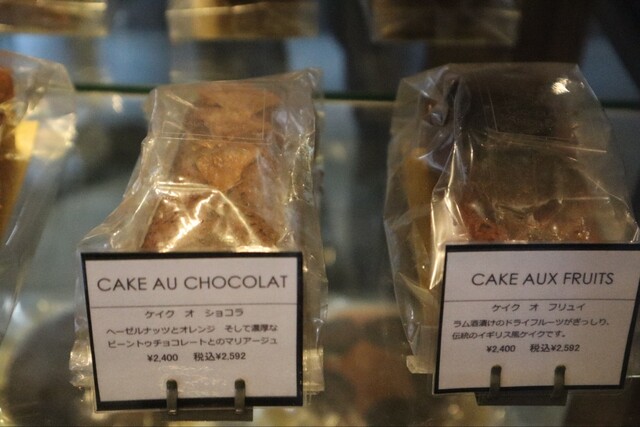 CAKE AU CHOCOLAT
ケイク オ ショコラ
ヘーゼルナッツとオレンジ そして濃厚な
ビーントゥチョコレートとのマリアージュ
¥2,400 税込¥2,592
CAKE AUX FRUITS
ケイク オ フリュイ
ラム酒漬けのドライフルーツがぎっしり、
伝統のイギリス風ケイクです。
¥2,400 税込¥2,592